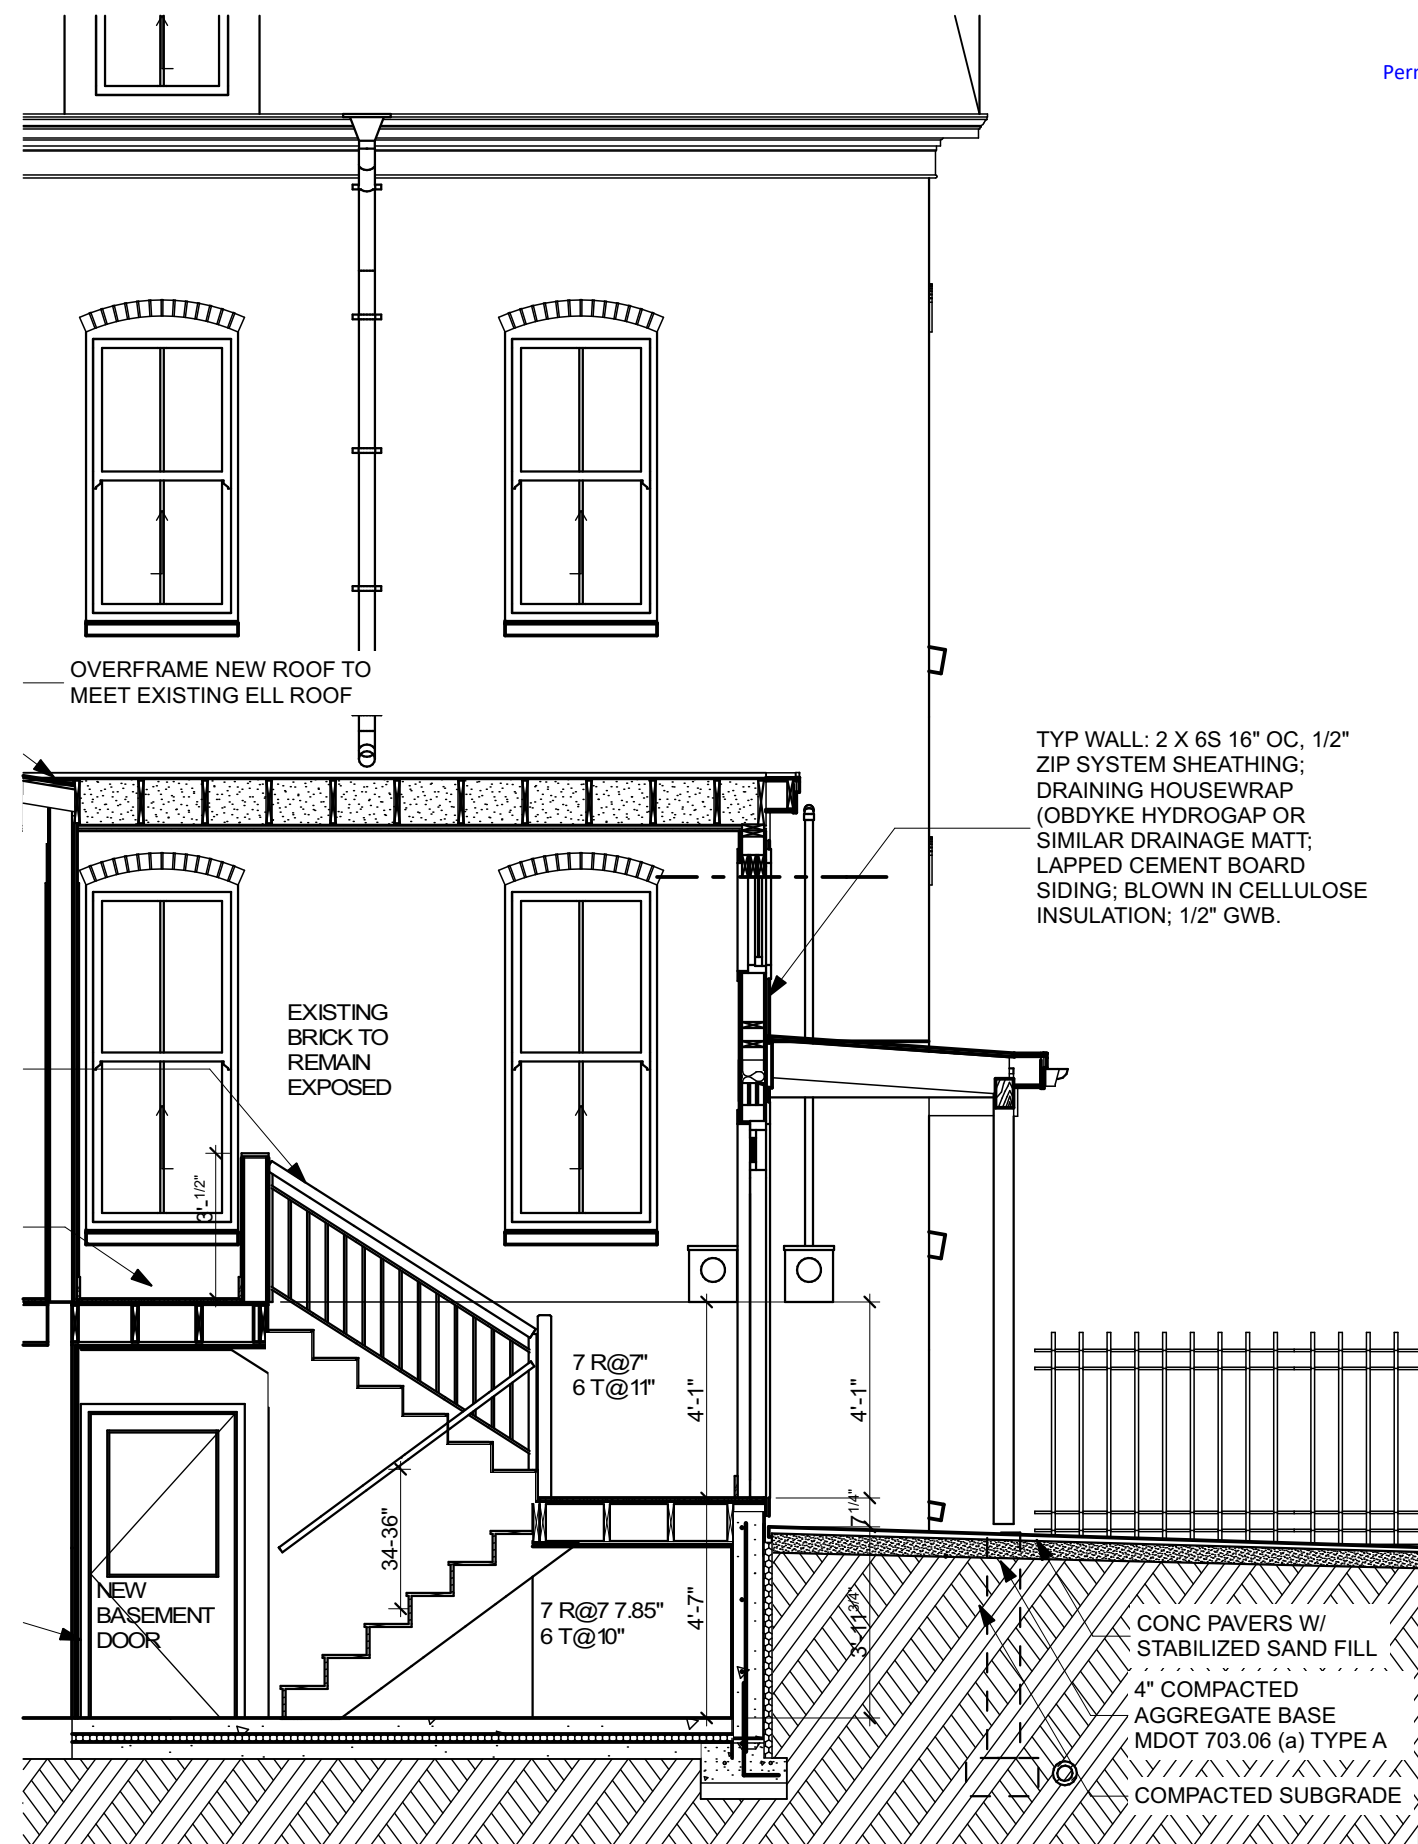 Perr
OVERFRAME NEW ROOF TO
MEET EXISTING ELL ROOF
TYP WALL: 2 X 6S 16" OC, 1/2"
ZIP SYSTEM SHEATHING;
DRAINING HOUSEWRAP
(OBDYKE HYDROGAP OR
SIMILAR DRAINAGE MATT;
LAPPED CEMENT BOARD
SIDING; BLOWN IN CELLULOSE
INSULATION; 1/2" GWB.
EXISTING
BRICK TO
REMAIN
EXPOSED
3'-1/2"
7 R@7"
6 T@11"
4'-1"
4'-1"
7 1/4"
34-36"
NEW
BASEMENT
DOOR
7 R@7 7.85"
6 T@10"
4'-7"
3'-11 3/4"
CONC PAVERS W/
STABILIZED SAND FILL
4" COMPACTED
AGGREGATE BASE
MDOT 703.06 (a) TYPE A
COMPACTED SUBGRADE